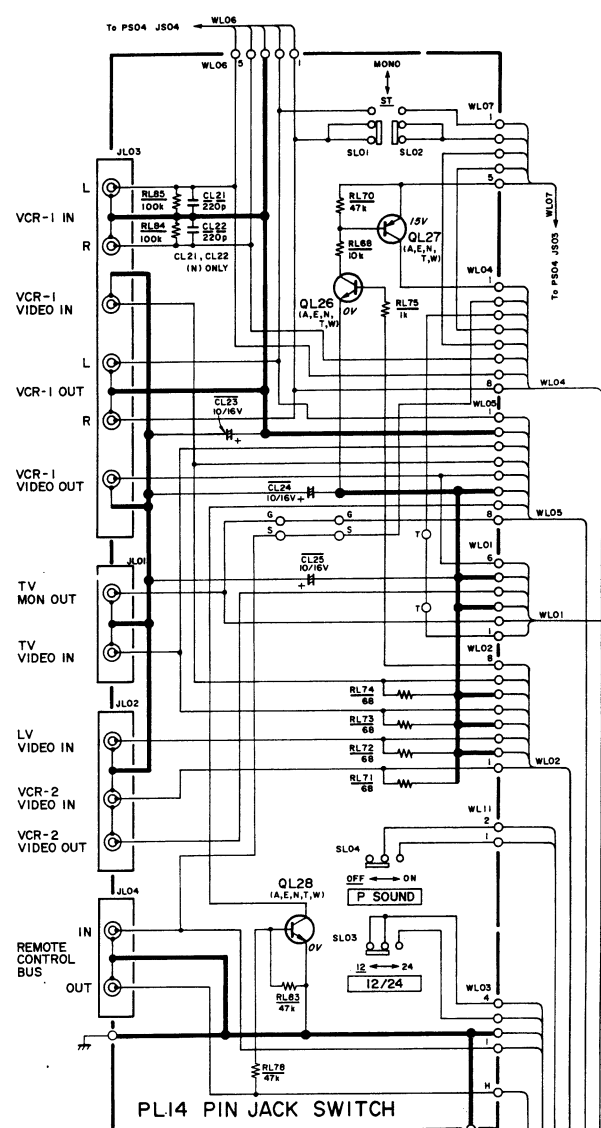 To PS04 JS04
WL06
WL06
5
1
MONO
ST
WL07
1
SL01
SL02
5
WL07
To PS04 JS03
JL03
L
RL85
100k
CL21
220p
VCR-1 IN
RL84
100k
CL22
220p
R
CL21, CL22
(N) ONLY
RL70
47k
15V
QL27
(A,E,N,
T,W)
RL68
10k
QL26
(A,E,N,
T,W)
0V
RL75
1k
WL04
1
VCR-1
VIDEO IN
L
VCR-1 OUT
R
8
WL04
WL05
1
CL23
10/16V
+
VCR-1
VIDEO OUT
CL24
10/16V+
G
G
S
S
8
WL05
T
JL01
CL25
10/16V
+
WL01
6
TV
MON OUT
T
WL01
1
TV
VIDEO IN
WL02
8
RL74
68
JL02
RL73
68
LV
VIDEO IN
RL72
68
WL02
1
RL71
68
VCR-2
VIDEO IN
VCR-2
VIDEO OUT
WL11
2
1
SL04
OFF ON
P SOUND
QL28
(A,E,N,T,W)
0V
JL04
IN
REMOTE
CONTROL
BUS
OUT
SL03
12 24
12/24
RL83
47k
WL03
4
1
RL78
47k
H
PL14 PIN JACK SWITCH